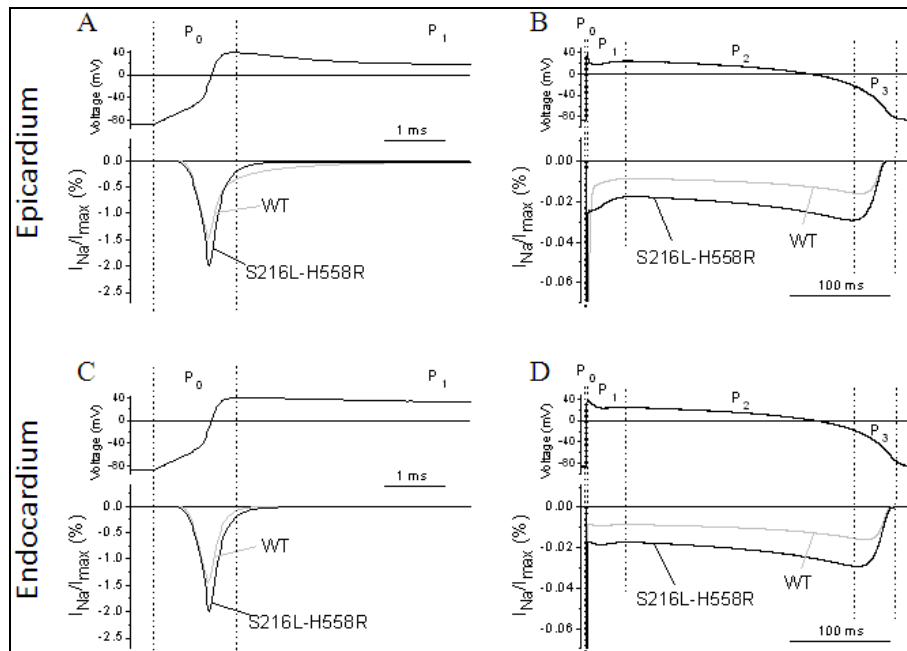 Epicardium
A
P0
P1
Voltage (mV)
40
0
-40
-80
1 ms
INa/Imax (%)
0.0
-0.5
-1.0
-1.5
-2.0
-2.5
WT
S216L-H558R
B
P0
P1
P2
P3
Voltage (mV)
40
0
-40
-80
INa/Imax (%)
0.00
-0.02
-0.04
-0.06
WT
S216L-H558R
100 ms
Endocardium
C
P0
P1
Voltage (mV)
40
0
-40
-80
1 ms
INa/Imax (%)
0.0
-0.5
-1.0
-1.5
-2.0
-2.5
WT
S216L-H558R
D
P0
P1
P2
P3
Voltage (mV)
40
0
-40
-80
INa/Imax (%)
0.00
-0.02
-0.04
-0.06
WT
S216L-H558R
100 ms